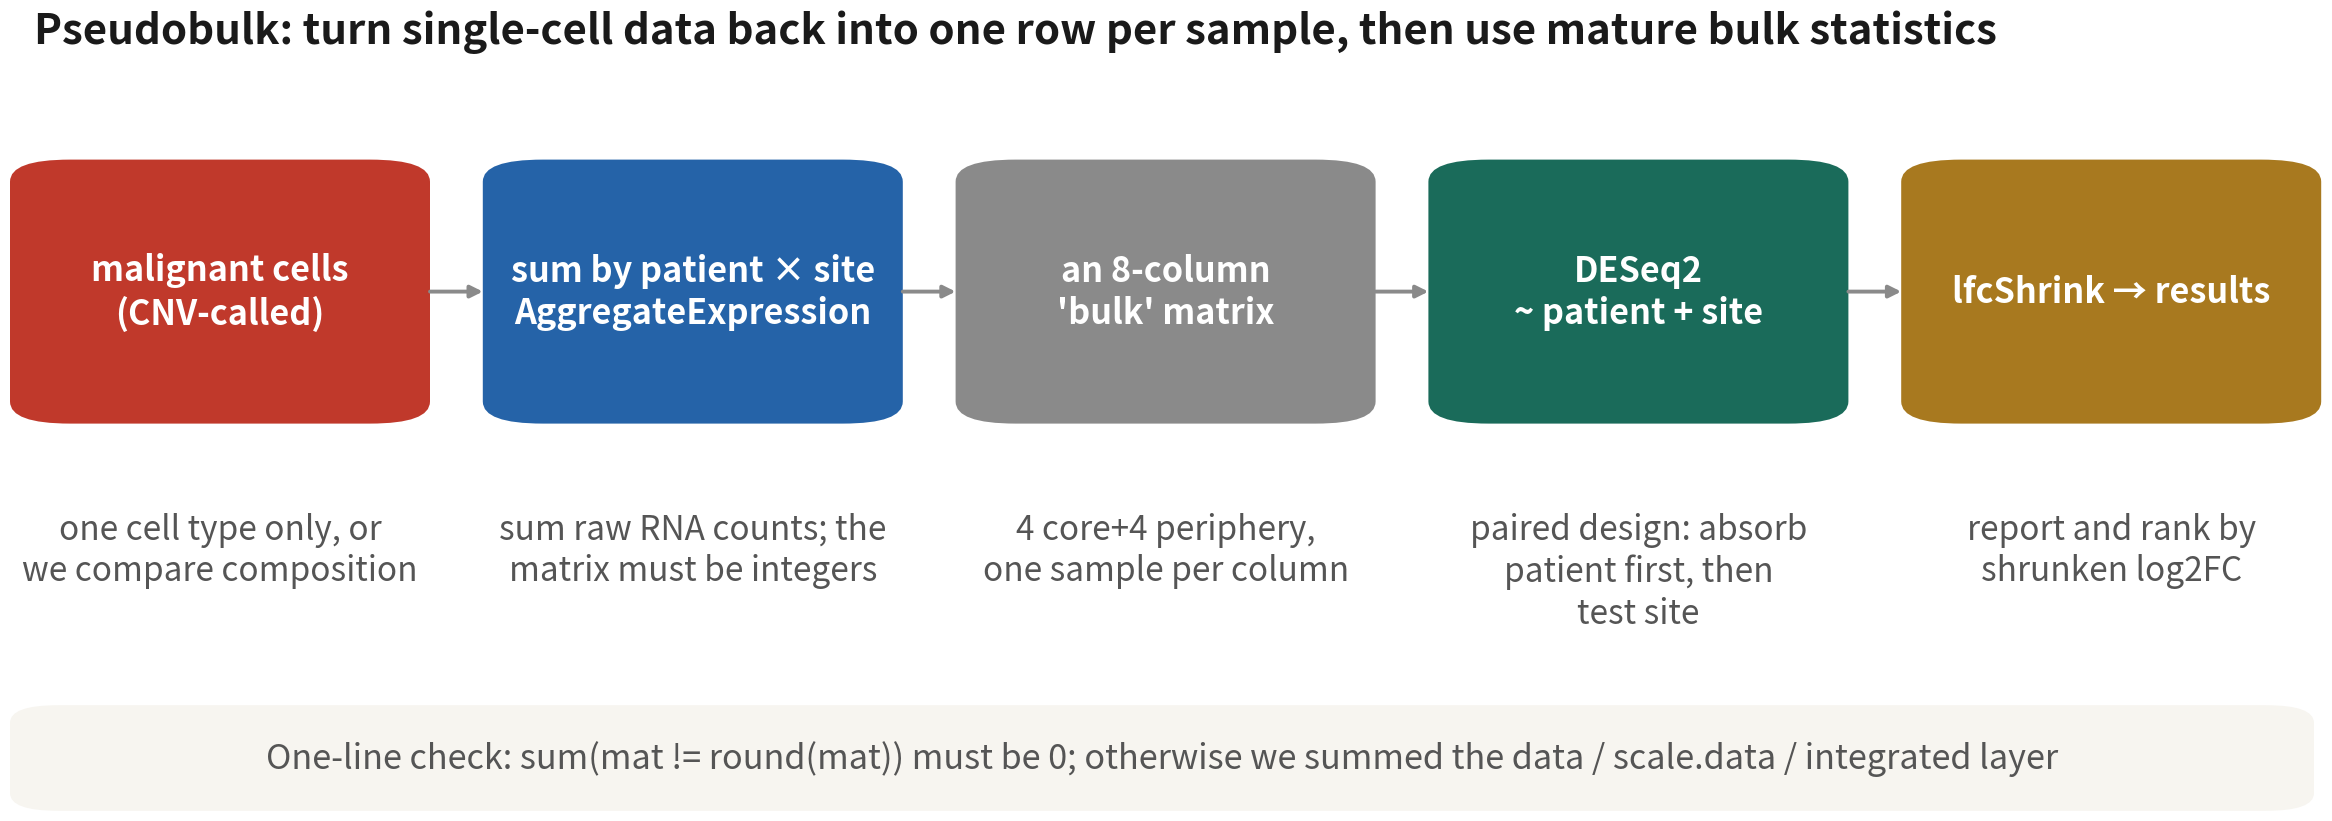 Pseudobulk: turn single-cell data back into one row per sample, then use mature bulk statistics
malignant cells
(CNV-called)
sum by patient × site
AggregateExpression
an 8-column
'bulk' matrix
DESeq2
~ patient + site
lfcShrink → results
one cell type only, or
we compare composition
sum raw RNA counts; the
matrix must be integers
4 core+4 periphery,
one sample per column
paired design: absorb
patient first, then
test site
report and rank by
shrunken log2FC
One-line check: sum(mat != round(mat)) must be 0; otherwise we summed the data / scale.data / integrated layer